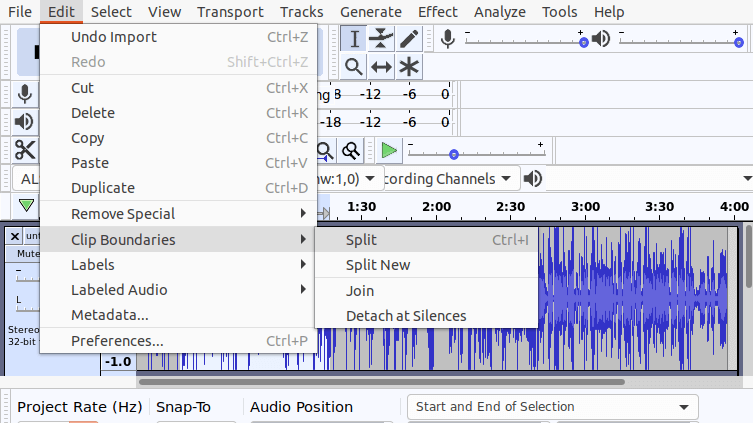 File Edit Select View Transport Tracks Generate Effect Analyze Tools Help
Undo Import Ctrl+Z
Redo Shift+Ctrl+Z
Cut Ctrl+X
Delete Ctrl+K
Copy Ctrl+C
Paste Ctrl+V
Duplicate Ctrl+D
Remove Special
Clip Boundaries
Labels
Labeled Audio
Metadata...
Preferences... Ctrl+P
Split Ctrl+I
Split New
Join
Detach at Silences
-12 -6 0
-18 -12 -6 0
AL
hw:1,0)
cording Channels
1:30 2:00 2:30 3:00 3:30 4:00
Mute
L
Stereo
32-bit
-1.0
Project Rate (Hz) Snap-To Audio Position Start and End of Selection